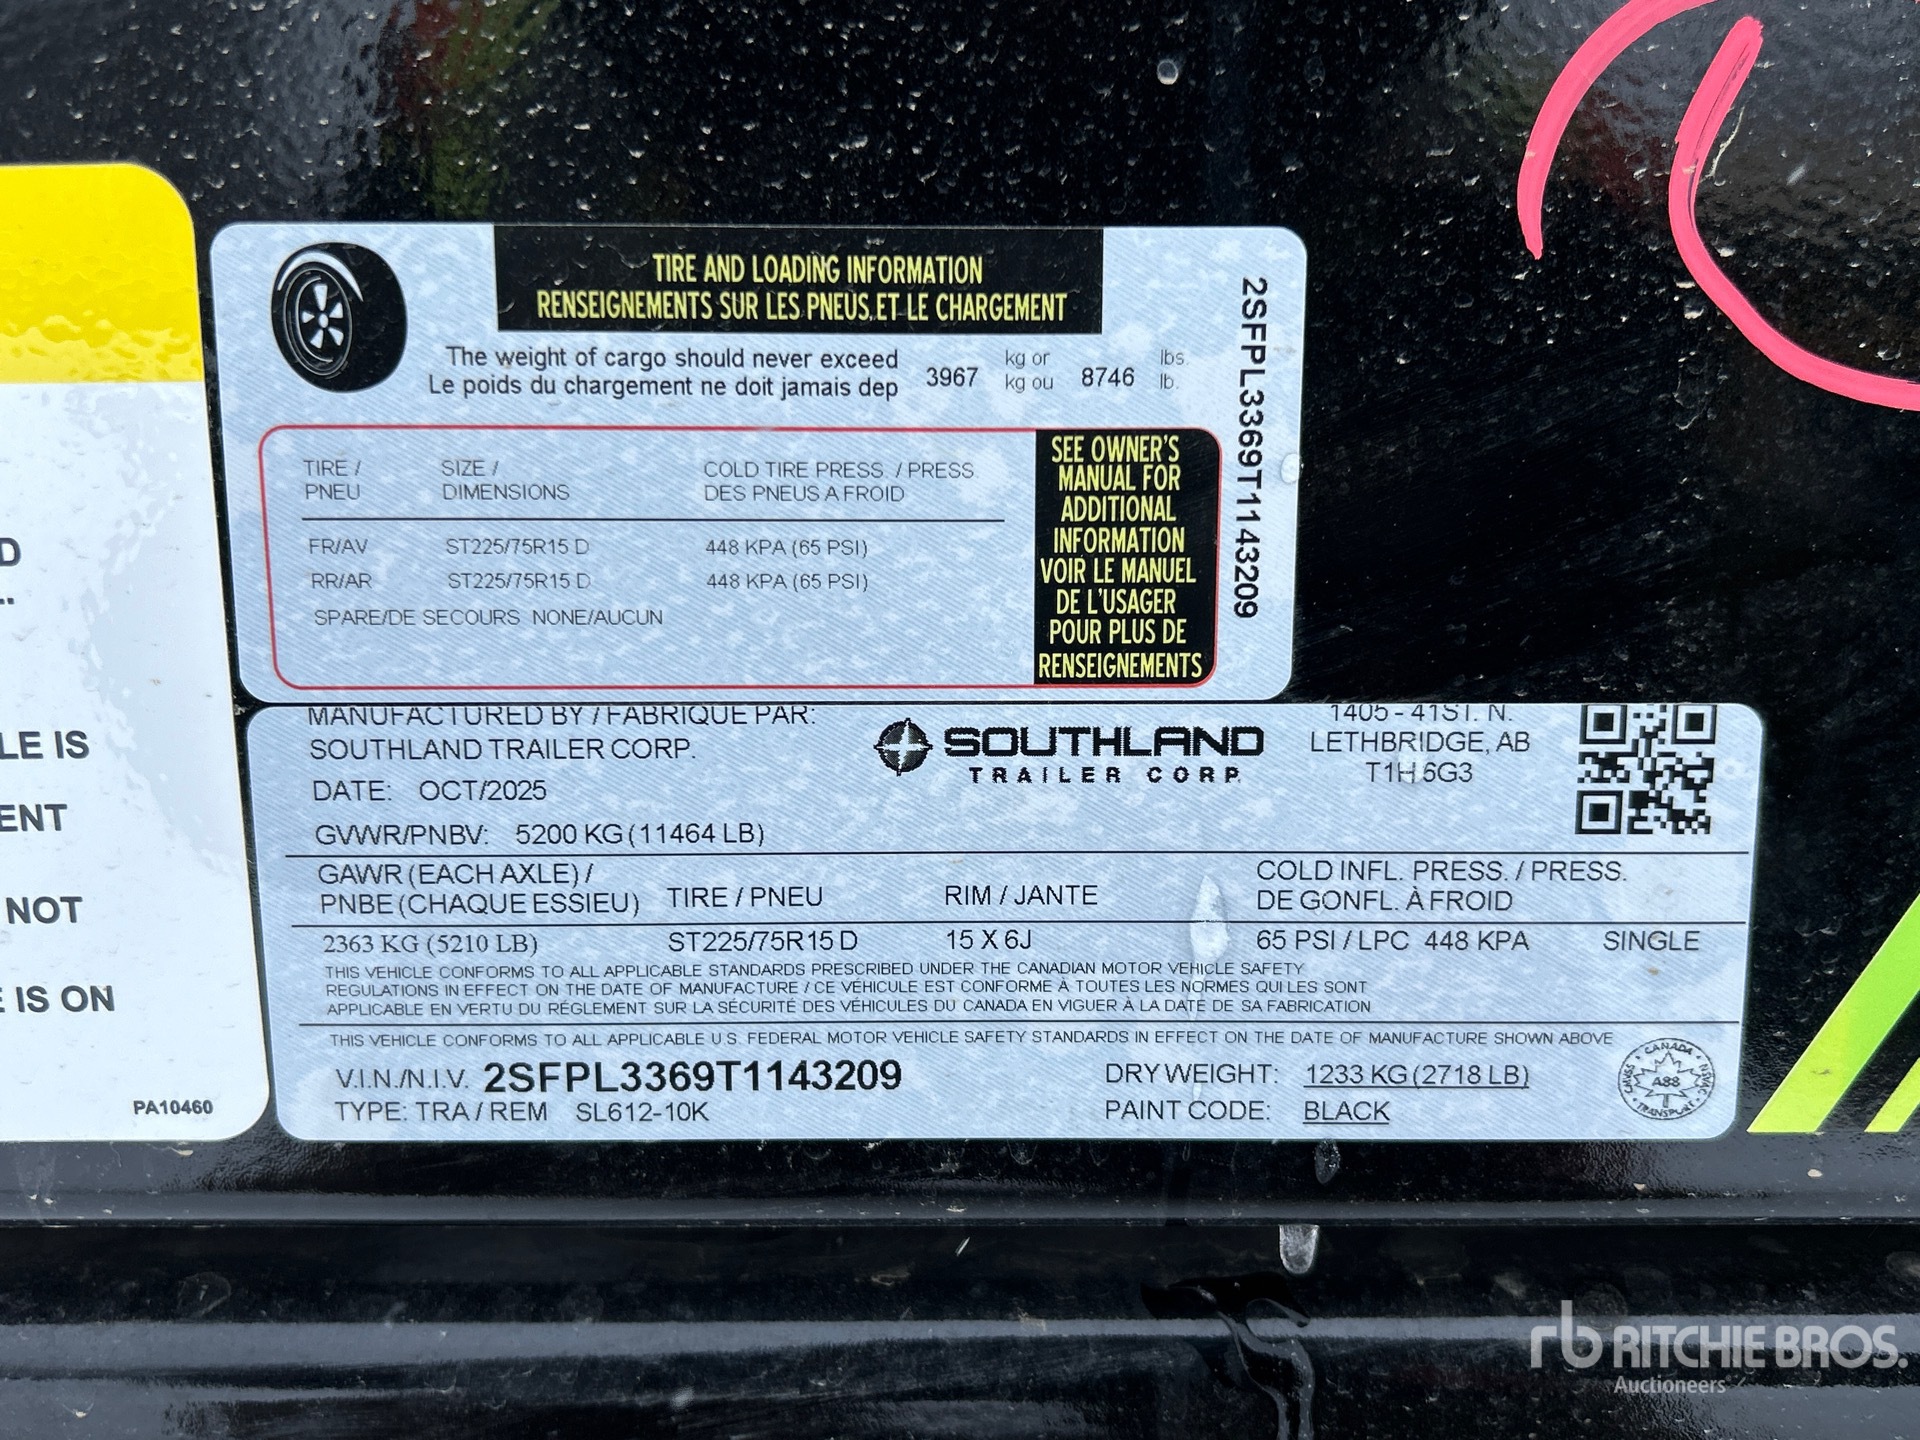 TIRE AND LOADING INFORMATION
RENSEIGNEMENTS SUR LES PNEUS ET LE CHARGEMENT
The weight of cargo should never exceed
Le poids du chargement ne doit jamais dep
3967
kg or
kg ou
8746
lbs.
lb.
2SFPL3369T1143209
TIRE / PNEU
SIZE / DIMENSIONS
COLD TIRE PRESS. / PRESS
DES PNEUS A FROID
FR/AV ST225/75R15 D 448 KPA (65 PSI)
RR/AR ST225/75R15 D 448 KPA (65 PSI)
SPARE/DE SECOURS NONE/AUCUN
SEE OWNER'S
MANUAL FOR
ADDITIONAL
INFORMATION
VOIR LE MANUEL
DE L'USAGER
POUR PLUS DE
RENSEIGNEMENTS
MANUFACTURED BY / FABRIQUE PAR:
SOUTHLAND TRAILER CORP.
DATE: OCT/2025
GVWR/PNBV: 5200 KG (11464 LB)
SOUTHLAND
TRAILER CORP.
1405 - 41ST. N.
LETHBRIDGE, AB
T1H 6G3
GAWR (EACH AXLE) /
PNBE (CHAQUE ESSIEU)
TIRE / PNEU
RIM / JANTE
COLD INFL. PRESS. / PRESS.
DE GONFL. À FROID
2363 KG (5210 LB) ST225/75R15 D 15 X 6J 65 PSI / LPC 448 KPA SINGLE
THIS VEHICLE CONFORMS TO ALL APPLICABLE STANDARDS PRESCRIBED UNDER THE CANADIAN MOTOR VEHICLE SAFETY
REGULATIONS IN EFFECT ON THE DATE OF MANUFACTURE / CE VÉHICULE EST CONFORME À TOUTES LES NORMES QUI LES SONT
APPLICABLE EN VERTU DU RÉGLEMENT SUR LA SÉCURITÉ DES VÉHICULES DU CANADA EN VIGUER À LA DATE DE SA FABRICATION
THIS VEHICLE CONFORMS TO ALL APPLICABLE U.S. FEDERAL MOTOR VEHICLE SAFETY STANDARDS IN EFFECT ON THE DATE OF MANUFACTURE SHOWN ABOVE
V.I.N./N.I.V. 2SFPL3369T1143209
TYPE: TRA / REM SL612-10K
DRY WEIGHT: 1233 KG (2718 LB)
PAINT CODE: BLACK
CANADA
A88
TRANSPORT
D
..
LE IS
ENT
NOT
E IS ON
PA10460
rb RITCHIE BROS.
Auctioneers